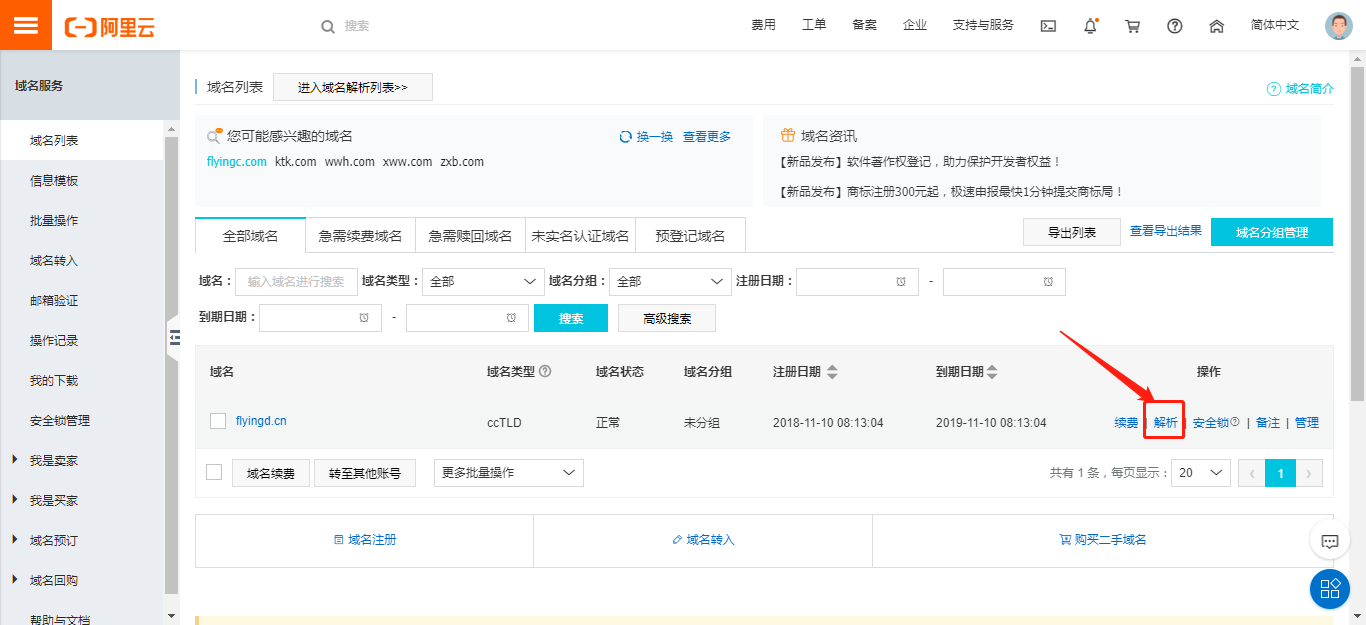 阿里云
搜索
费用 工单 备案 企业 支持与服务 简体中文
域名服务
域名列表
信息模板
批量操作
域名转入
邮箱验证
操作记录
我的下载
安全锁管理
我是卖家
我是买家
域名预订
域名回购
帮助与文档
域名列表 进入域名解析列表>> 域名简介
您可能感兴趣的域名 换一换 查看更多
flyingc.com ktk.com wwh.com xww.com zxb.com
域名资讯
【新品发布】软件著作权登记，助力保护开发者权益！
【新品发布】商标注册300元起，极速申报最快1分钟提交商标局！
全部域名 急需续费域名 急需赎回域名 未实名认证域名 预登记域名 导出列表 查看导出结果 域名分组管理
域名： 输入域名进行搜索 域名类型： 全部 域名分组： 全部 注册日期： -
到期日期： - 搜索 高级搜索
域名 域名类型 域名状态 域名分组 注册日期 到期日期 操作
flyingd.cn ccTLD 正常 未分组 2018-11-10 08:13:04 2019-11-10 08:13:04 续费 | 解析 | 安全锁 | 备注 | 管理
域名续费 转至其他账号 更多批量操作 共有 1 条，每页显示： 20 ‹ 1 ›
域名注册 域名转入 购买二手域名